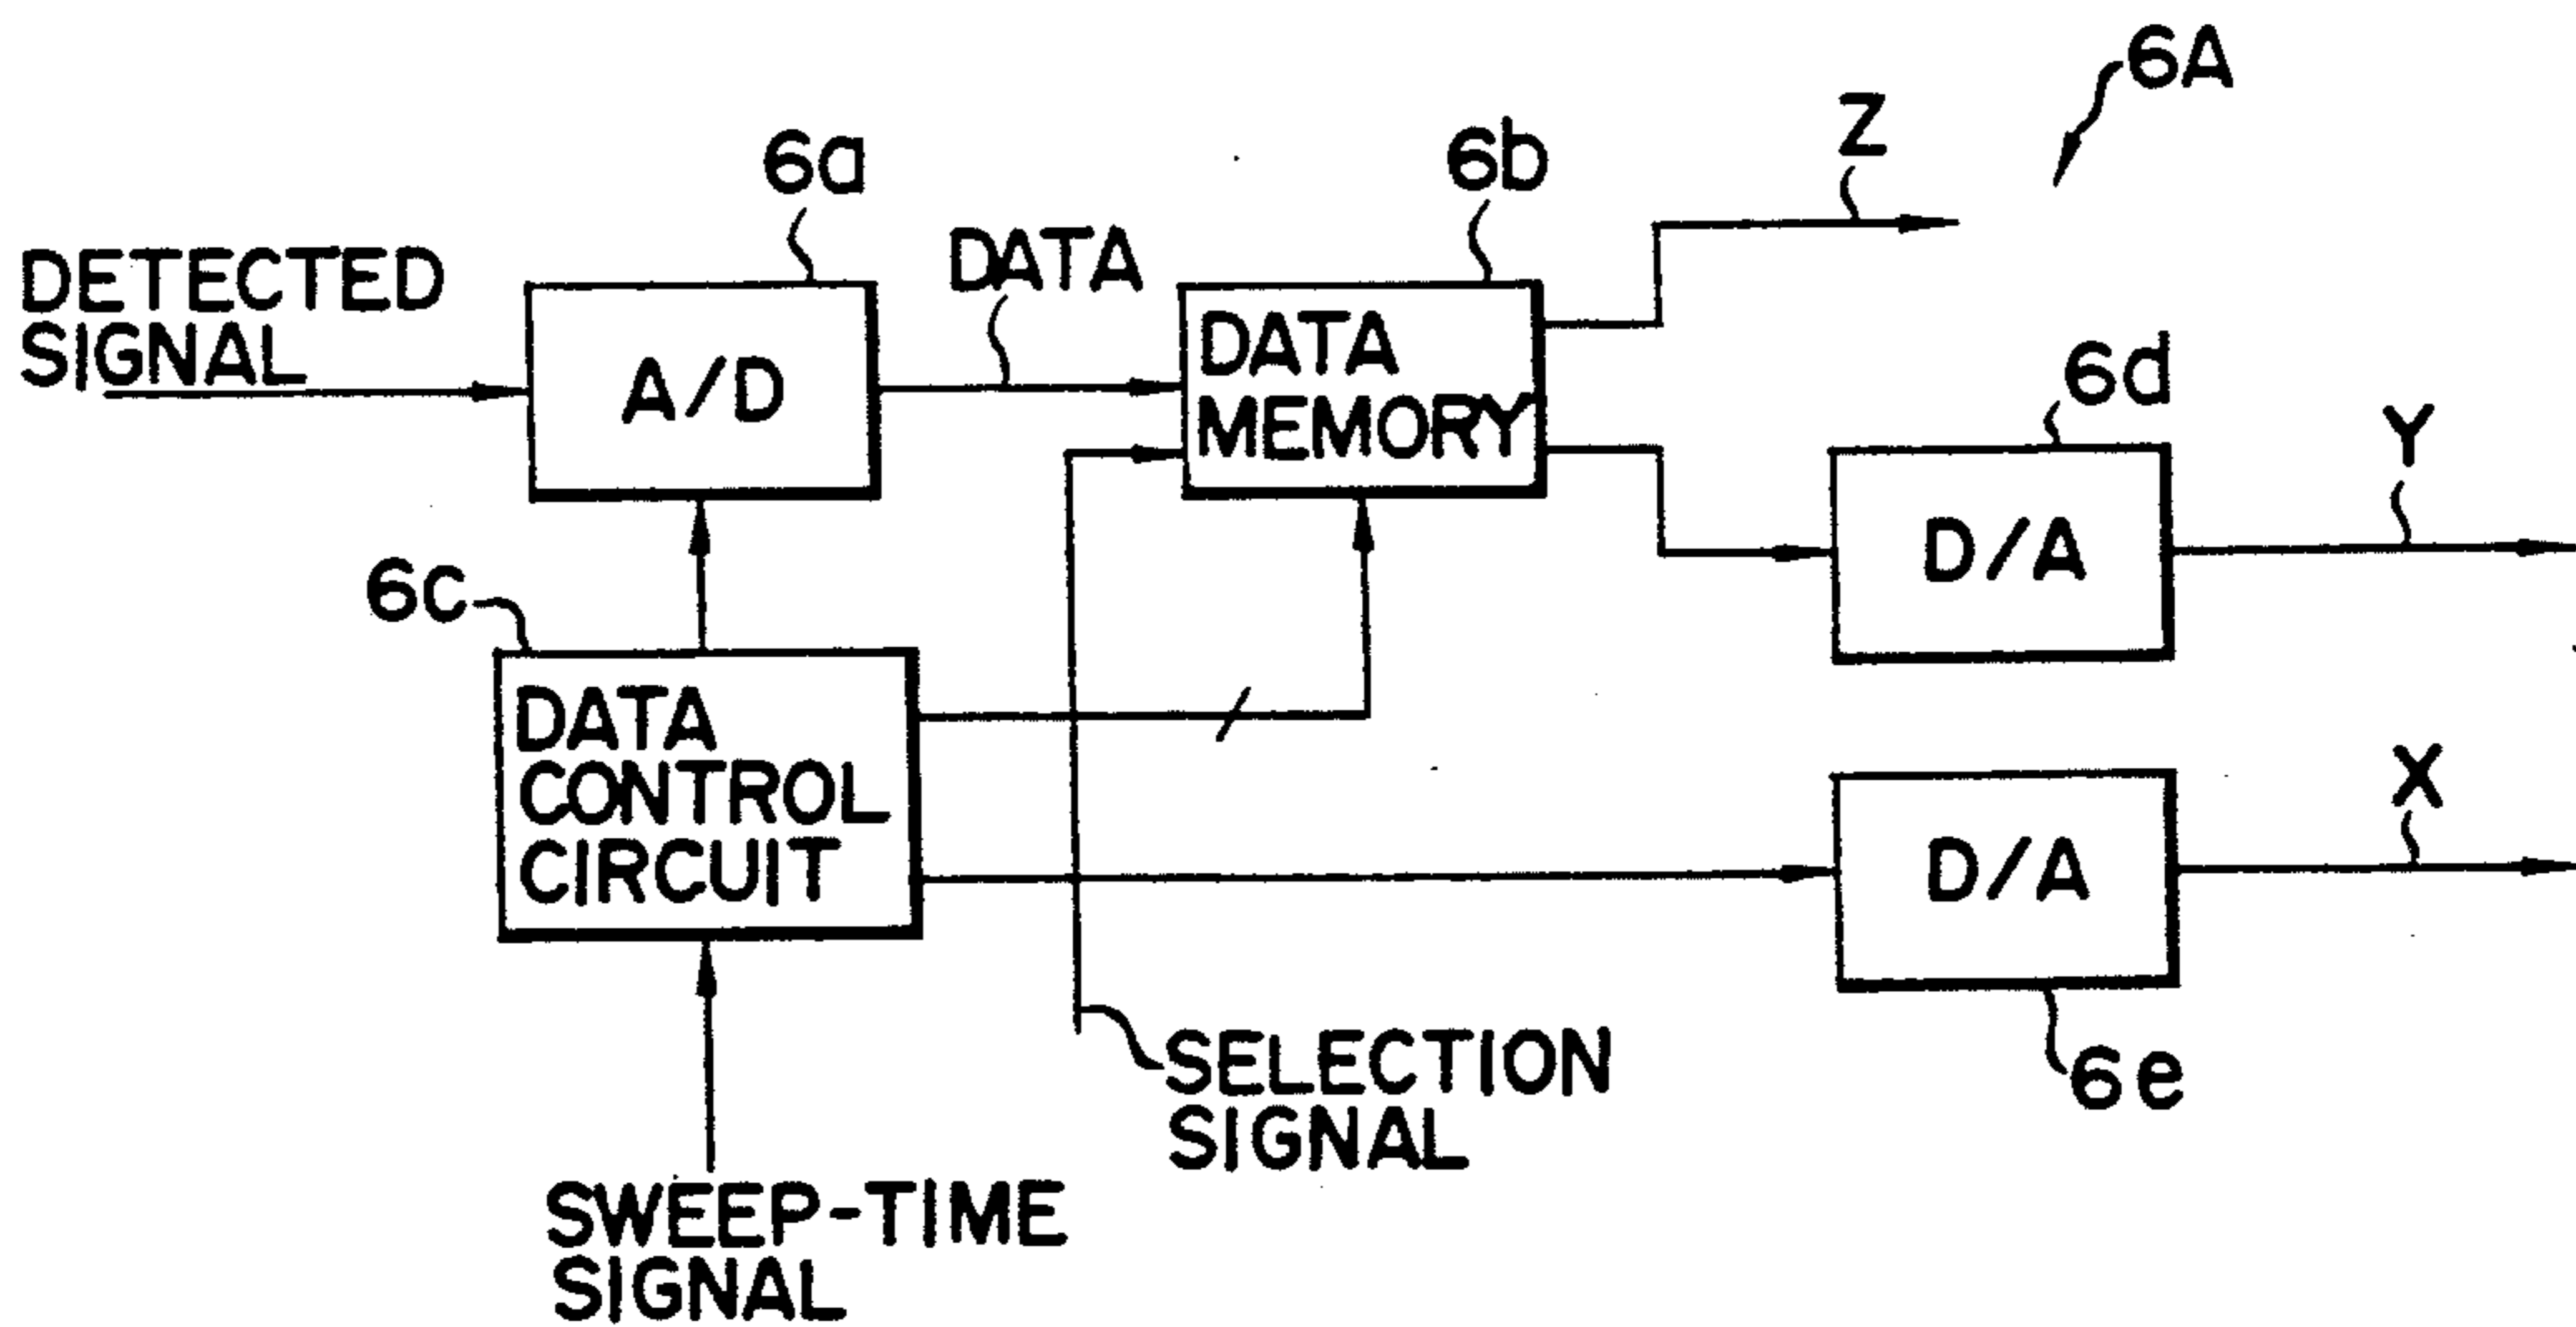 6A
Z
6a
6b
DATA
DETECTED
SIGNAL
A/D
DATA
MEMORY
6d
Y
D/A
6c
DATA
CONTROL
CIRCUIT
X
D/A
6e
SELECTION
SIGNAL
SWEEP-TIME
SIGNAL